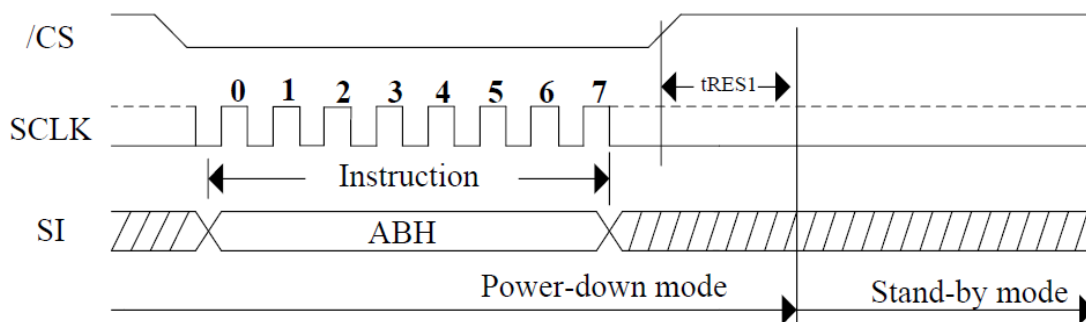 /CS
tRES1
0 1 2 3 4 5 6 7
SCLK
Instruction
SI
ABH
Power-down mode
Stand-by mode